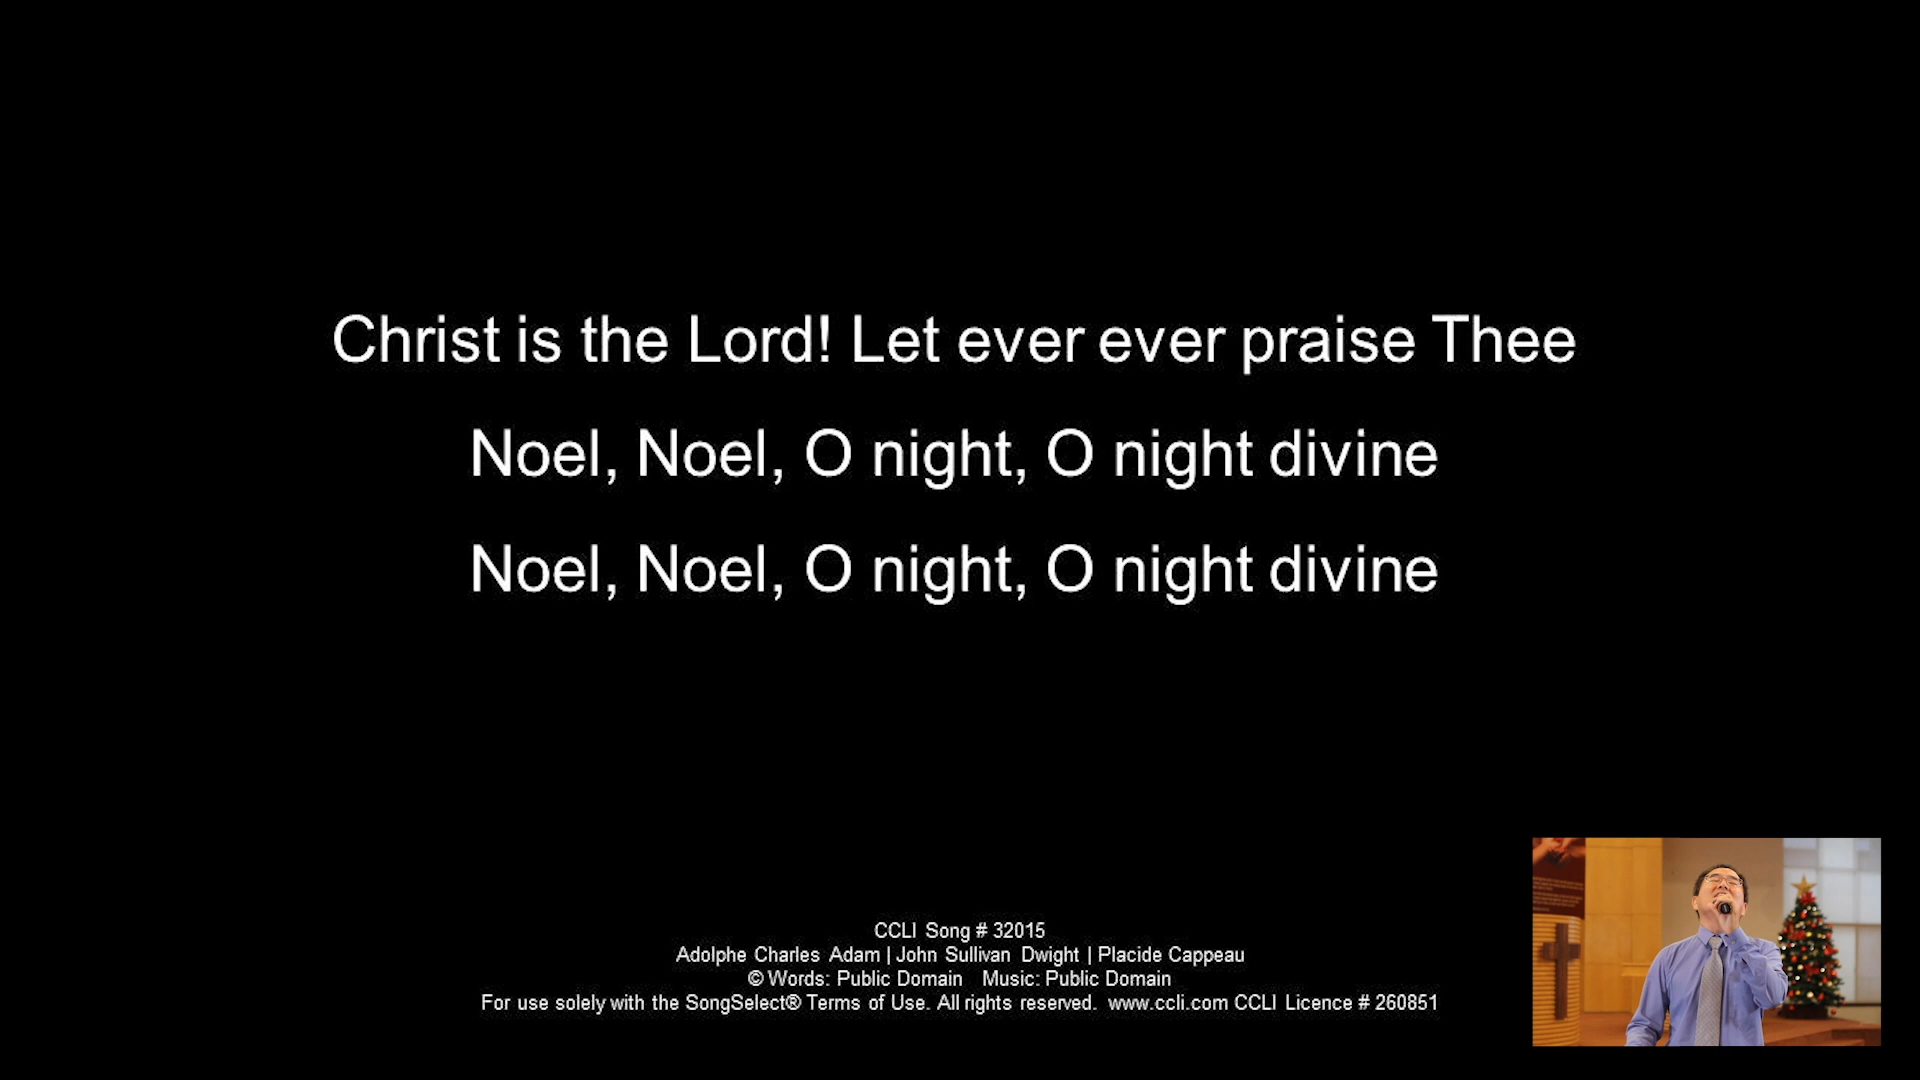 Christ is the Lord! Let ever ever praise Thee
Noel, Noel, O night, O night divine
Noel, Noel, O night, O night divine
CCLI Song # 32015
Adolphe Charles Adam | John Sullivan Dwight | Placide Cappeau
© Words: Public Domain Music: Public Domain
For use solely with the SongSelect® Terms of Use. All rights reserved. www.ccli.com CCLI Licence # 260851